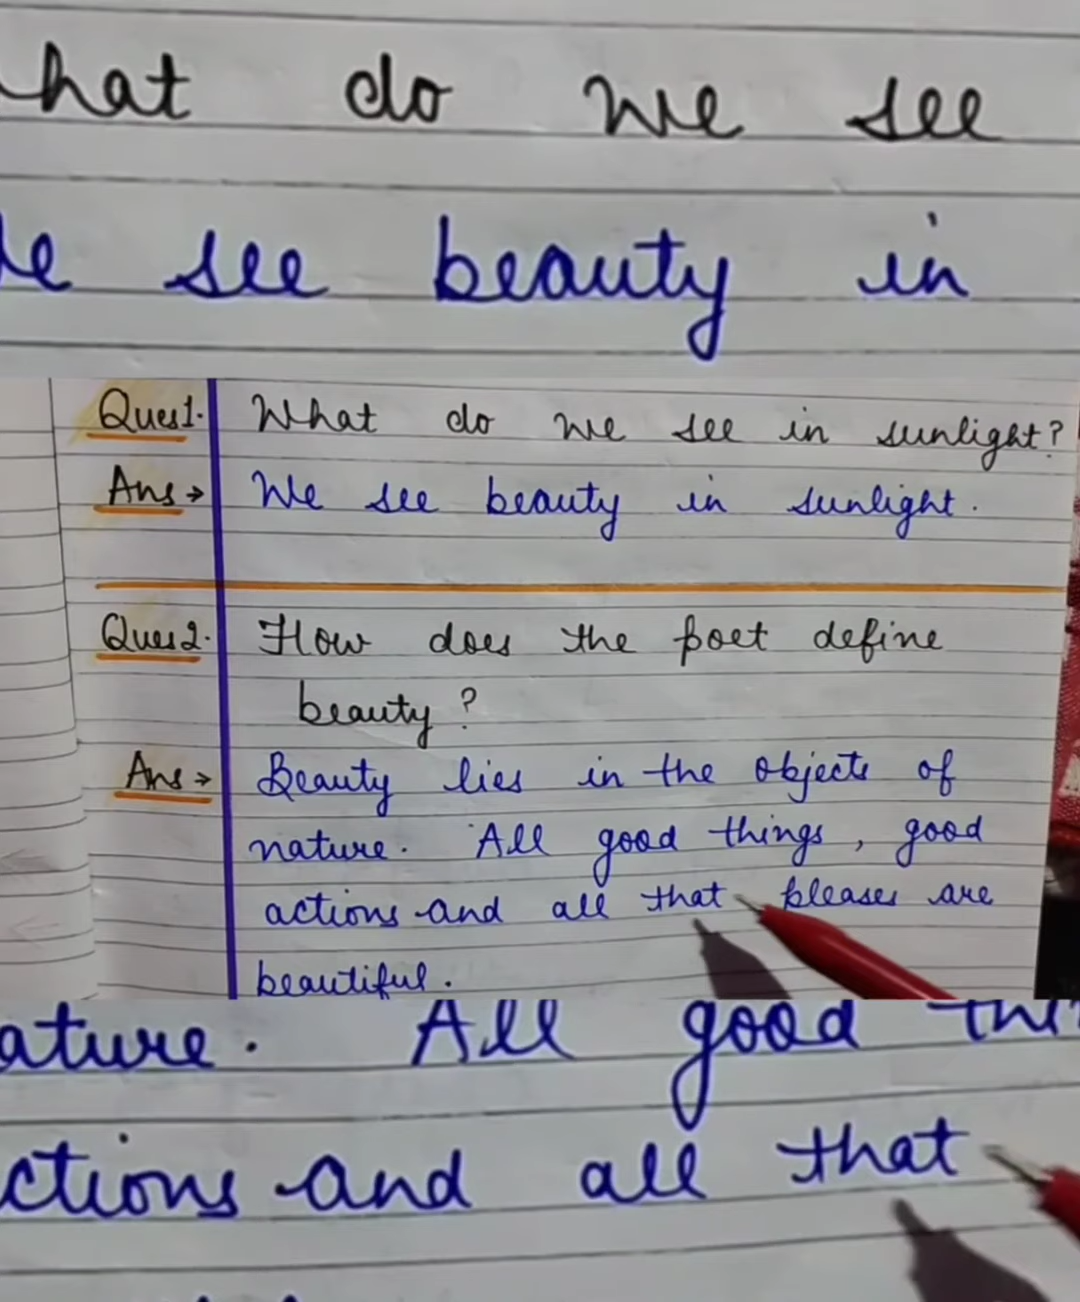 hat do we see
e see beauty in
Ques1. What do we see in sunlight?
Ans → We see beauty in sunlight.
Ques2. How does the poet define
beauty?
Ans → Beauty lies in the objects of
nature. All good things, good
actions and all that pleases are
beautiful.
ature. All good thi
ctions and all that